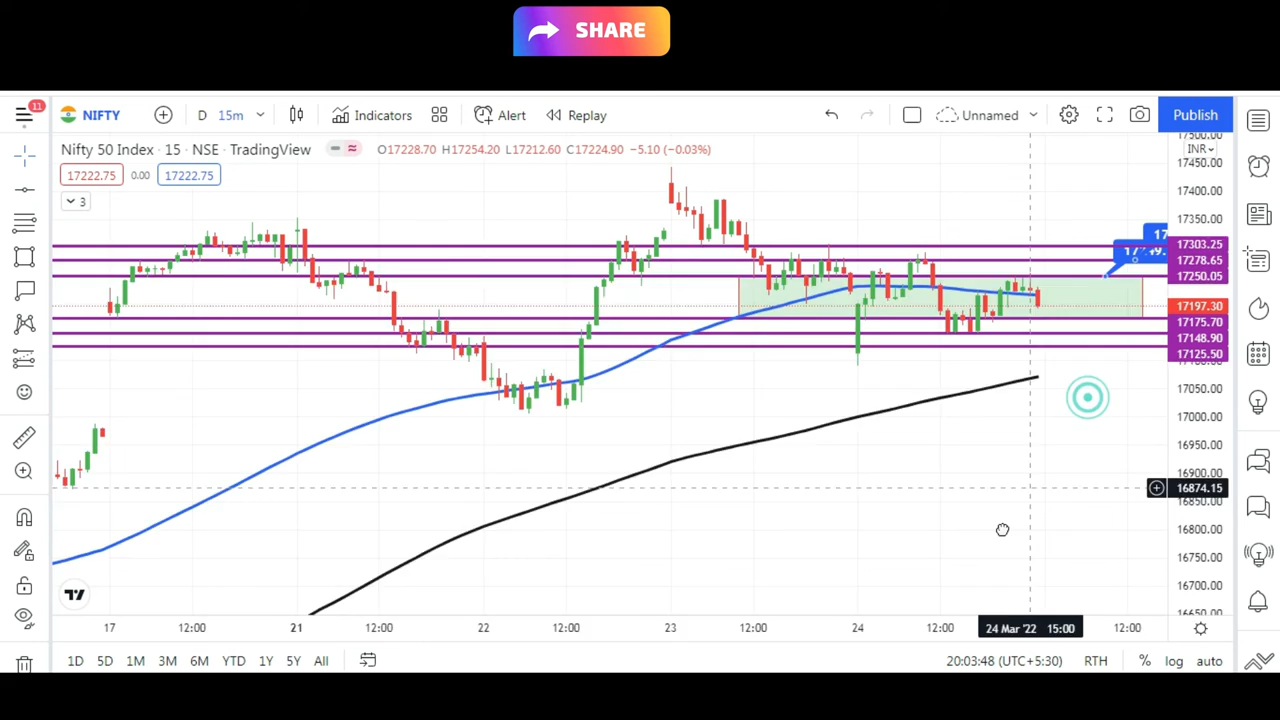 SHARE
11
NIFTY
D 15m
Indicators
Alert
Replay
Unnamed
Publish
Nifty 50 Index · 15 · NSE · TradingView
O17228.70 H17254.20 L17212.60 C17224.90 −5.10 (−0.03%)
INR
17222.75 0.00 17222.75
3
17450.00
17400.00
17350.00
17303.25
17278.65
17250.05
17197.30
17175.70
17148.90
17125.50
17050.00
17000.00
16950.00
16900.00
16874.15
16850.00
16800.00
16750.00
16700.00
16650.00
17 12:00 21 12:00 22 12:00 23 12:00 24 12:00 24 Mar '22 15:00 12:00
1D 5D 1M 3M 6M YTD 1Y 5Y All
20:03:48 (UTC+5:30) RTH % log auto